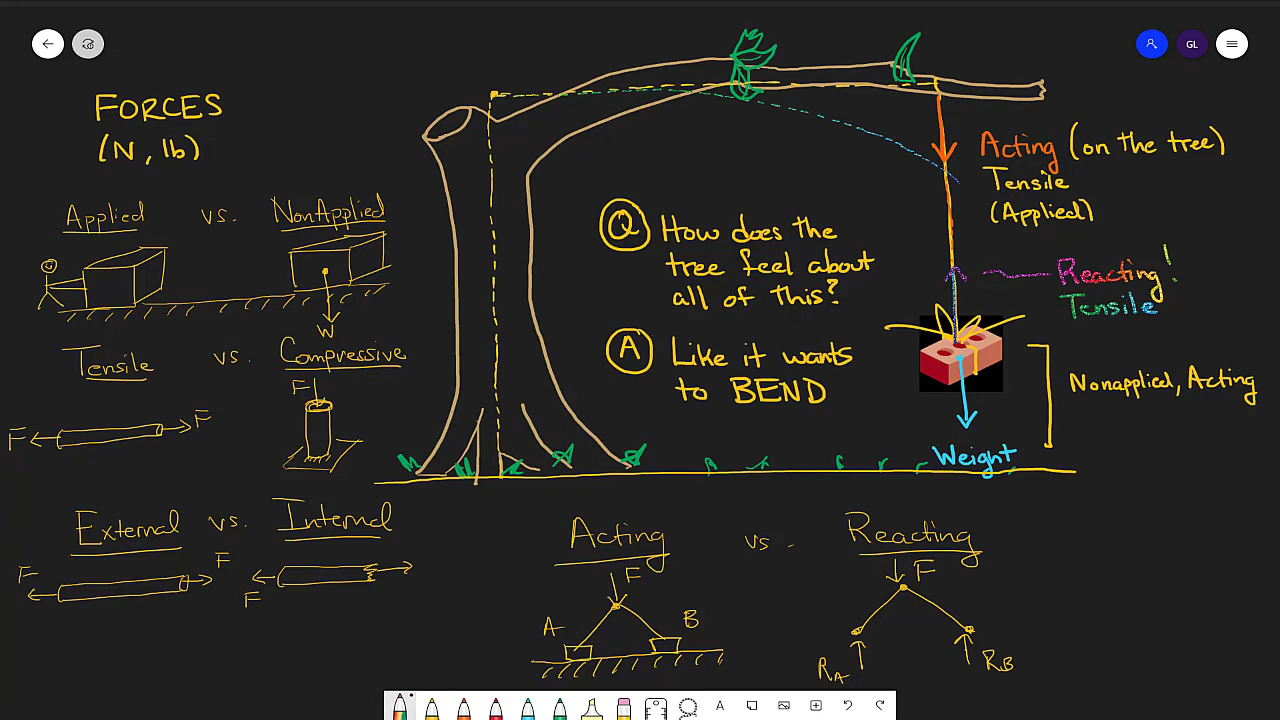 GL
FORCES
(N, lb)
Applied vs. NonApplied
W
Tensile vs. Compressive
F
F F
External vs. Internal
F F
F
Acting (on the tree)
Tensile
(Applied)
Reacting!
Tensile
Q How does the
tree feel about
all of this?
A Like it wants
to BEND
Nonapplied, Acting
Weight
Acting vs. Reacting
F F
A B
RA RB
A